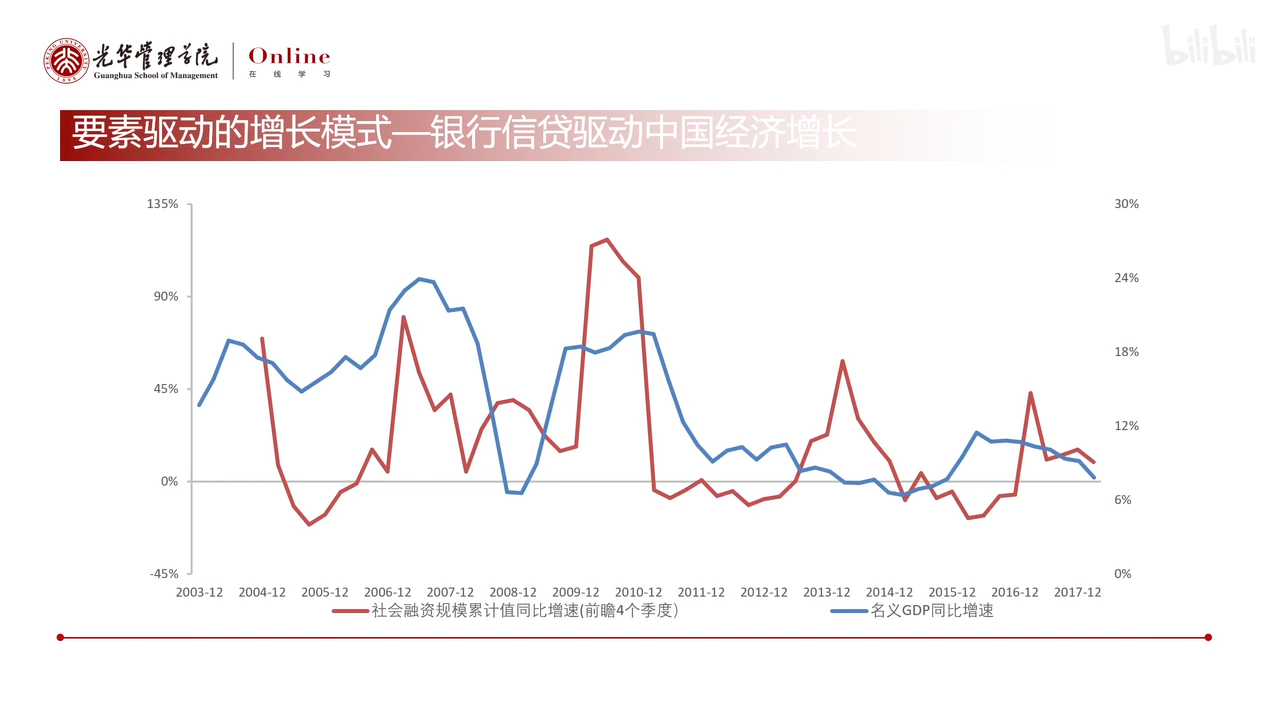 光华管理学院
Guanghua School of Management
Online
在线学习
bilibili
要素驱动的增长模式—银行信贷驱动中国经济增长
135%
90%
45%
0%
-45%
30%
24%
18%
12%
6%
0%
2003-12 2004-12 2005-12 2006-12 2007-12 2008-12 2009-12 2010-12 2011-12 2012-12 2013-12 2014-12 2015-12 2016-12 2017-12
社会融资规模累计值同比增速(前瞻4个季度)
名义GDP同比增速